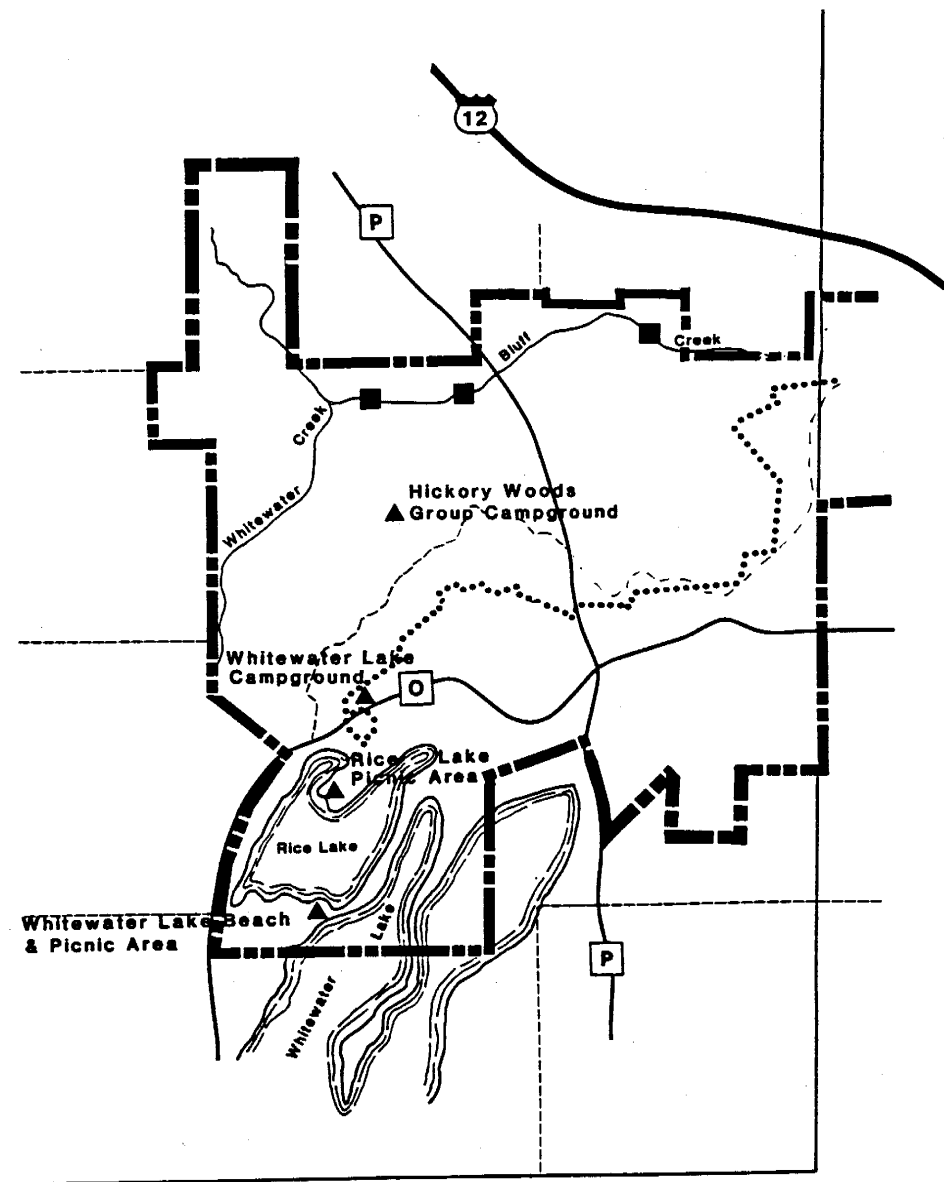 12
P
Bluff
Creek
Creek
Whitewater
Hickory Woods
Group Campground
Whitewater Lake
Campground
O
Rice Lake
Picnic Area
Rice Lake
Whitewater Lake Beach
& Picnic Area
Lake
Whitewater
P